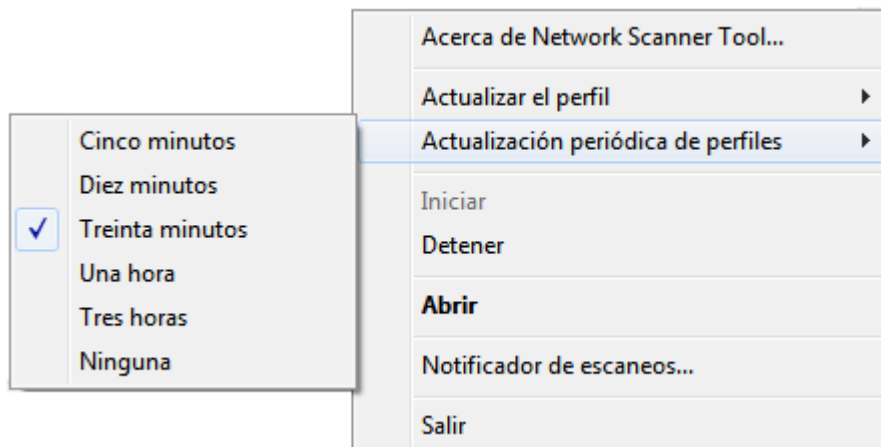 Acerca de Network Scanner Tool...
Actualizar el perfil
Actualización periódica de perfiles
Cinco minutos
Diez minutos
Treinta minutos
Una hora
Tres horas
Ninguna
Iniciar
Detener
Abrir
Notificador de escaneos...
Salir